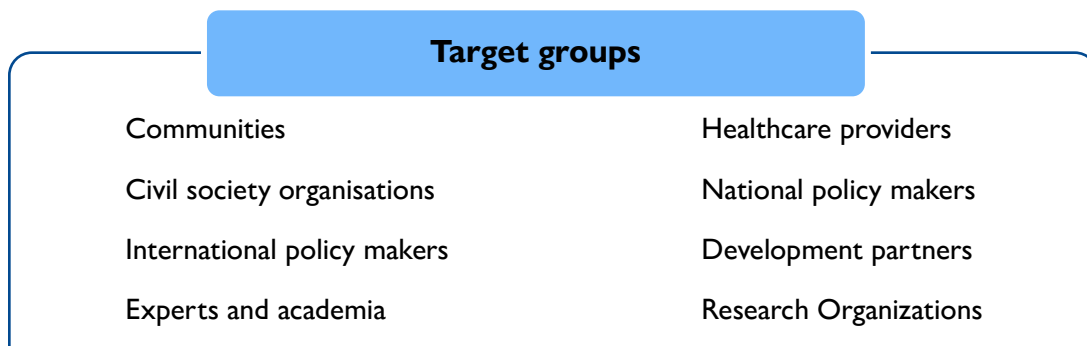 Target groups
Communities
Healthcare providers
Civil society organisations
National policy makers
International policy makers
Development partners
Experts and academia
Research Organizations